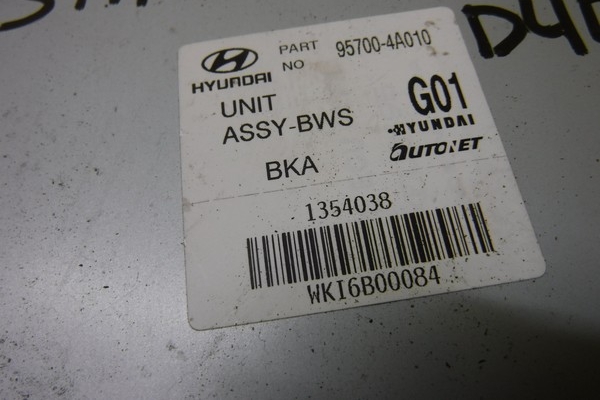 HYUNDAI
PART NO 95700-4A010
UNIT
ASSY-BWS
BKA
G01
HYUNDAI
AUTONET
1354038
WKI6B00084